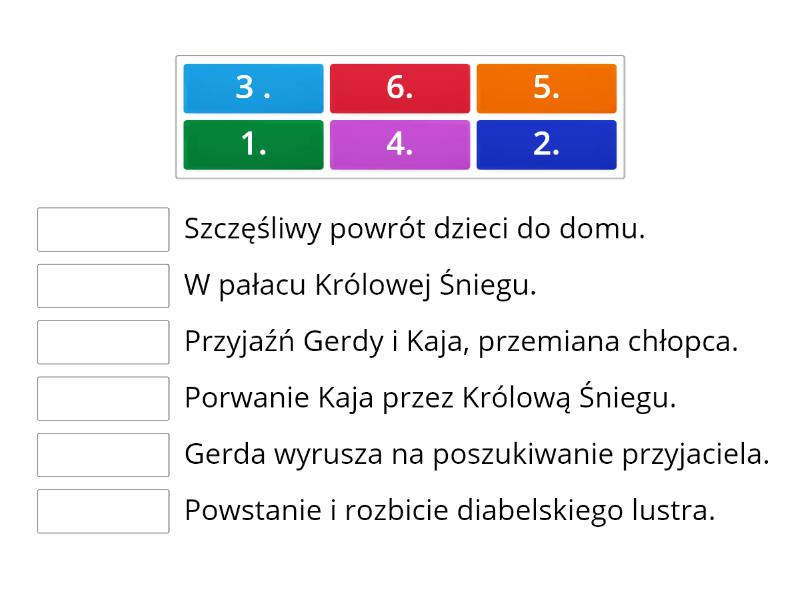 3 . 6. 5.
1. 4. 2.
Szczęśliwy powrót dzieci do domu.
W pałacu Królowej Śniegu.
Przyjaźń Gerdy i Kaja, przemiana chłopca.
Porwanie Kaja przez Królową Śniegu.
Gerda wyrusza na poszukiwanie przyjaciela.
Powstanie i rozbicie diabelskiego lustra.